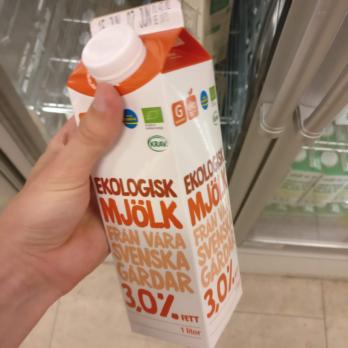 EKOLOGISK
MJÖLK
FRÅN VÅRA
SVENSKA
GÅRDAR
3,0% FETT
1 liter
KRAV
G
EKOLOGISK
MJÖLK
FRÅN VÅRA
SVENSKA
GÅRDAR
3,0%